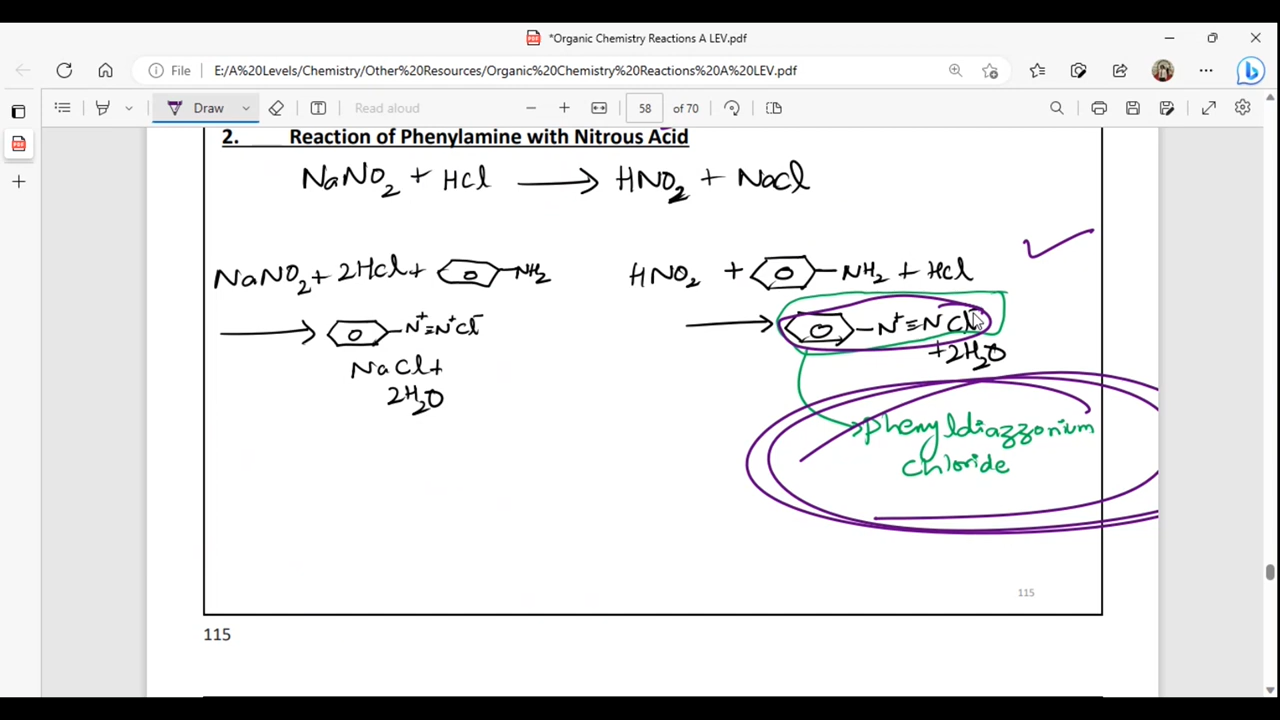 *Organic Chemistry Reactions A LEV.pdf
File E:/A%20Levels/Chemistry/Other%20Resources/Organic%20Chemistry%20Reactions%20A%20LEV.pdf
Draw Read aloud 58 of 70
2. Reaction of Phenylamine with Nitrous Acid
NaNO2 + HCl → HNO2 + NaCl
NaNO2 + 2HCl + -NH2
→ -N+≡N+Cl-
NaCl +
2H2O
HNO2 + -NH2 + HCl
→ -N+≡N Cl-
+ 2H2O
phenyldiazzonium
chloride
115
115